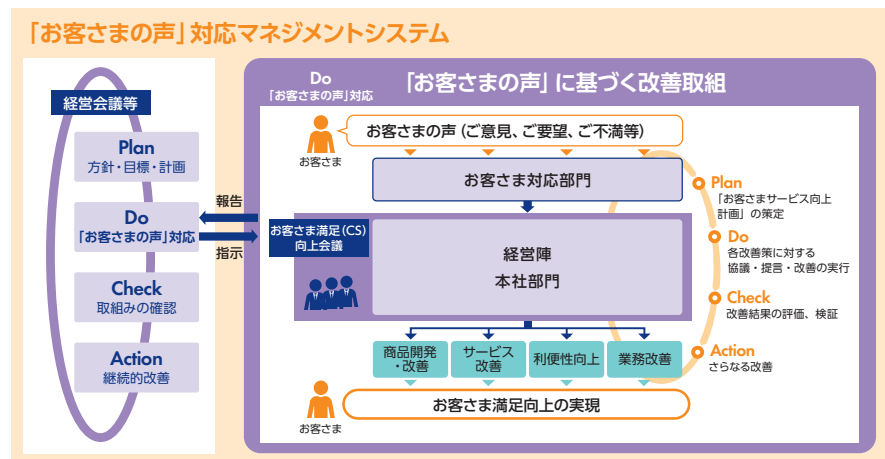 「お客さまの声」対応マネジメントシステム
経営会議等
Plan
方針・目標・計画
Do
「お客さまの声」対応
Check
取組みの確認
Action
継続的改善
報告
指示
Do
「お客さまの声」対応
「お客さまの声」に基づく改善取組
お客さま
お客さまの声（ご意見、ご要望、ご不満等）
お客さま対応部門
お客さま満足（CS）
向上会議
経営陣
本社部門
商品開発
・改善
サービス
改善
利便性向上
業務改善
お客さま
お客さま満足向上の実現
Plan
「お客さまサービス向上
計画」の策定
Do
各改善策に対する
協議・提言・改善の実行
Check
改善結果の評価、検証
Action
さらなる改善